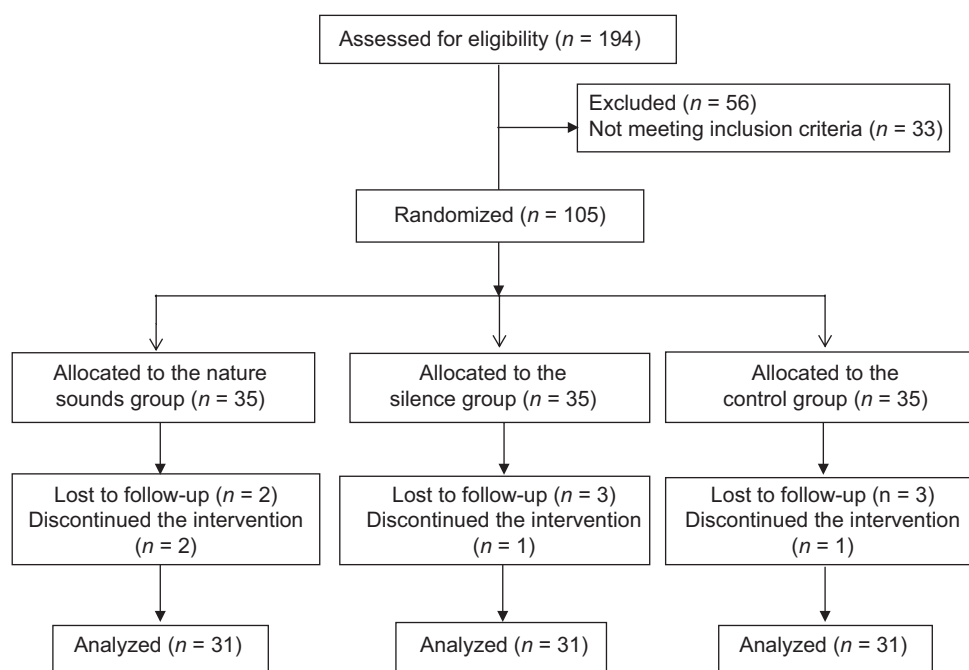 Assessed for eligibility (n = 194)
Excluded (n = 56)
Not meeting inclusion criteria (n = 33)
Randomized (n = 105)
Allocated to the nature
sounds group (n = 35)
Allocated to the
silence group (n = 35)
Allocated to the
control group (n = 35)
Lost to follow-up (n = 2)
Discontinued the intervention
(n = 2)
Lost to follow-up (n = 3)
Discontinued the intervention
(n = 1)
Lost to follow-up (n = 3)
Discontinued the intervention
(n = 1)
Analyzed (n = 31)
Analyzed (n = 31)
Analyzed (n = 31)